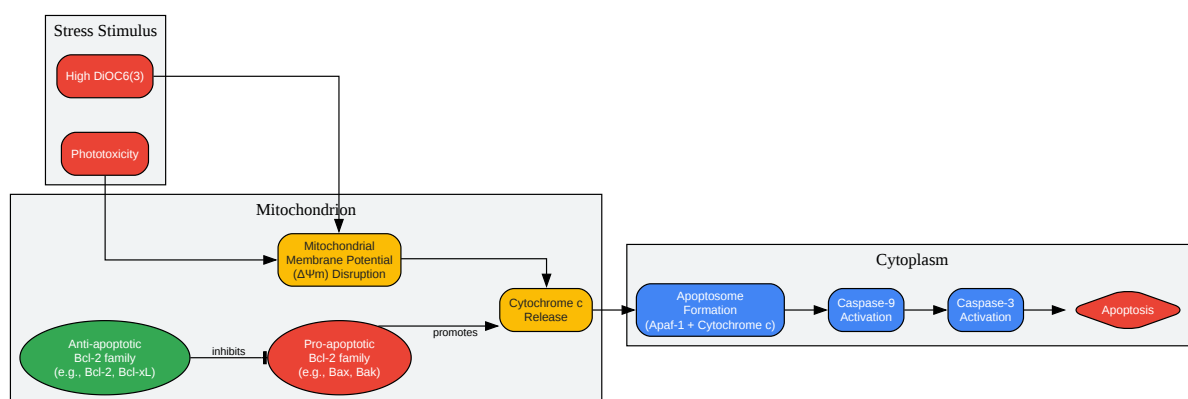 Stress Stimulus
High DiOC6(3)
Phototoxicity
Mitochondrion
Mitochondrial
Membrane Potential
(ΔΨm) Disruption
Cytochrome c
Release
Anti-apoptotic
Bcl-2 family
(e.g., Bcl-2, Bcl-xL)
inhibits
Pro-apoptotic
Bcl-2 family
(e.g., Bax, Bak)
promotes
Cytoplasm
Apoptosome
Formation
(Apaf-1 + Cytochrome c)
Caspase-9
Activation
Caspase-3
Activation
Apoptosis